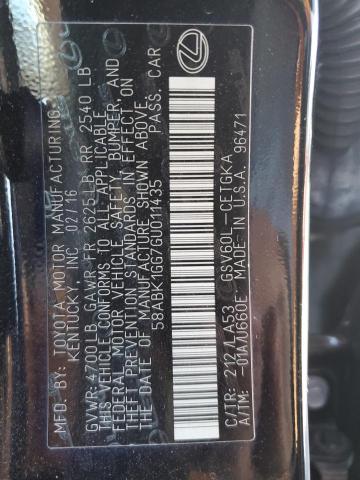 MFD. BY: TOYOTA MOTOR MANUFACTURING,
KENTUCKY, INC. 02/16
GVWR:4700LB, GAWR:FR 2625LB RR 2540 LB
THIS VEHICLE CONFORMS TO ALL APPLICABLE
FEDERAL MOTOR VEHICLE SAFETY, BUMPER, AND
THEFT PREVENTION STANDARDS IN EFFECT ON
THE DATE OF MANUFACTURE SHOWN ABOVE.
58ABK1GG7GU011435 PASS. CAR
C/TR: 212/LA53 GSV60L-CETGKA
A/TM: -01A/U660E MADE IN U.S.A. 96471